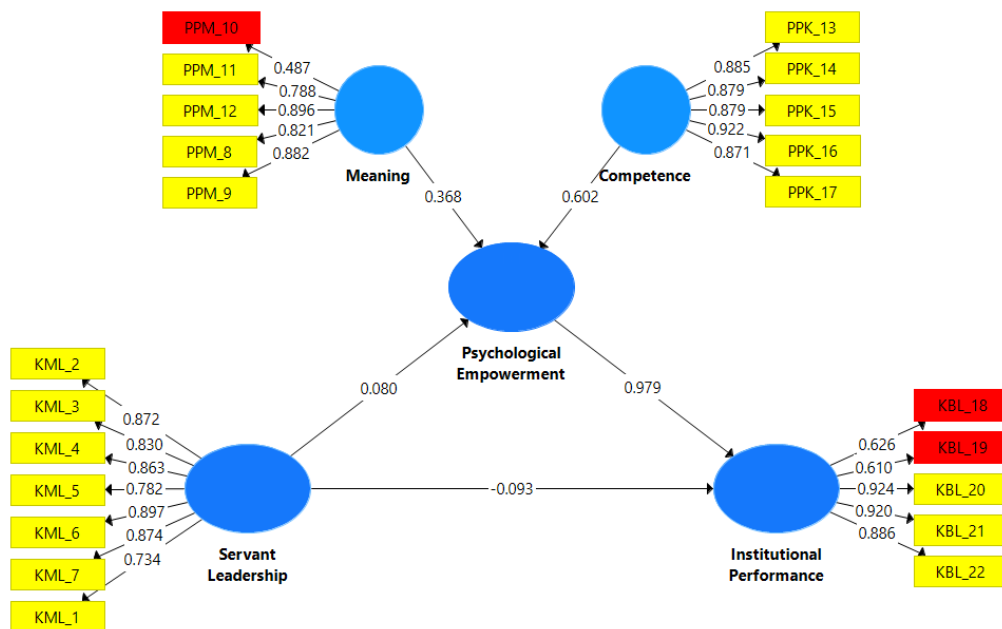 PPM_10
PPM_11
PPM_12
PPM_8
PPM_9
0.487
0.788
0.896
0.821
0.882
Meaning
PPK_13
PPK_14
PPK_15
PPK_16
PPK_17
0.885
0.879
0.879
0.922
0.871
Competence
0.368
0.602
Psychological
Empowerment
KML_2
KML_3
KML_4
KML_5
KML_6
KML_7
KML_1
0.872
0.830
0.863
0.782
0.897
0.874
0.734
Servant
Leadership
0.080
0.979
-0.093
KBL_18
KBL_19
KBL_20
KBL_21
KBL_22
0.626
0.610
0.924
0.920
0.886
Institutional
Performance